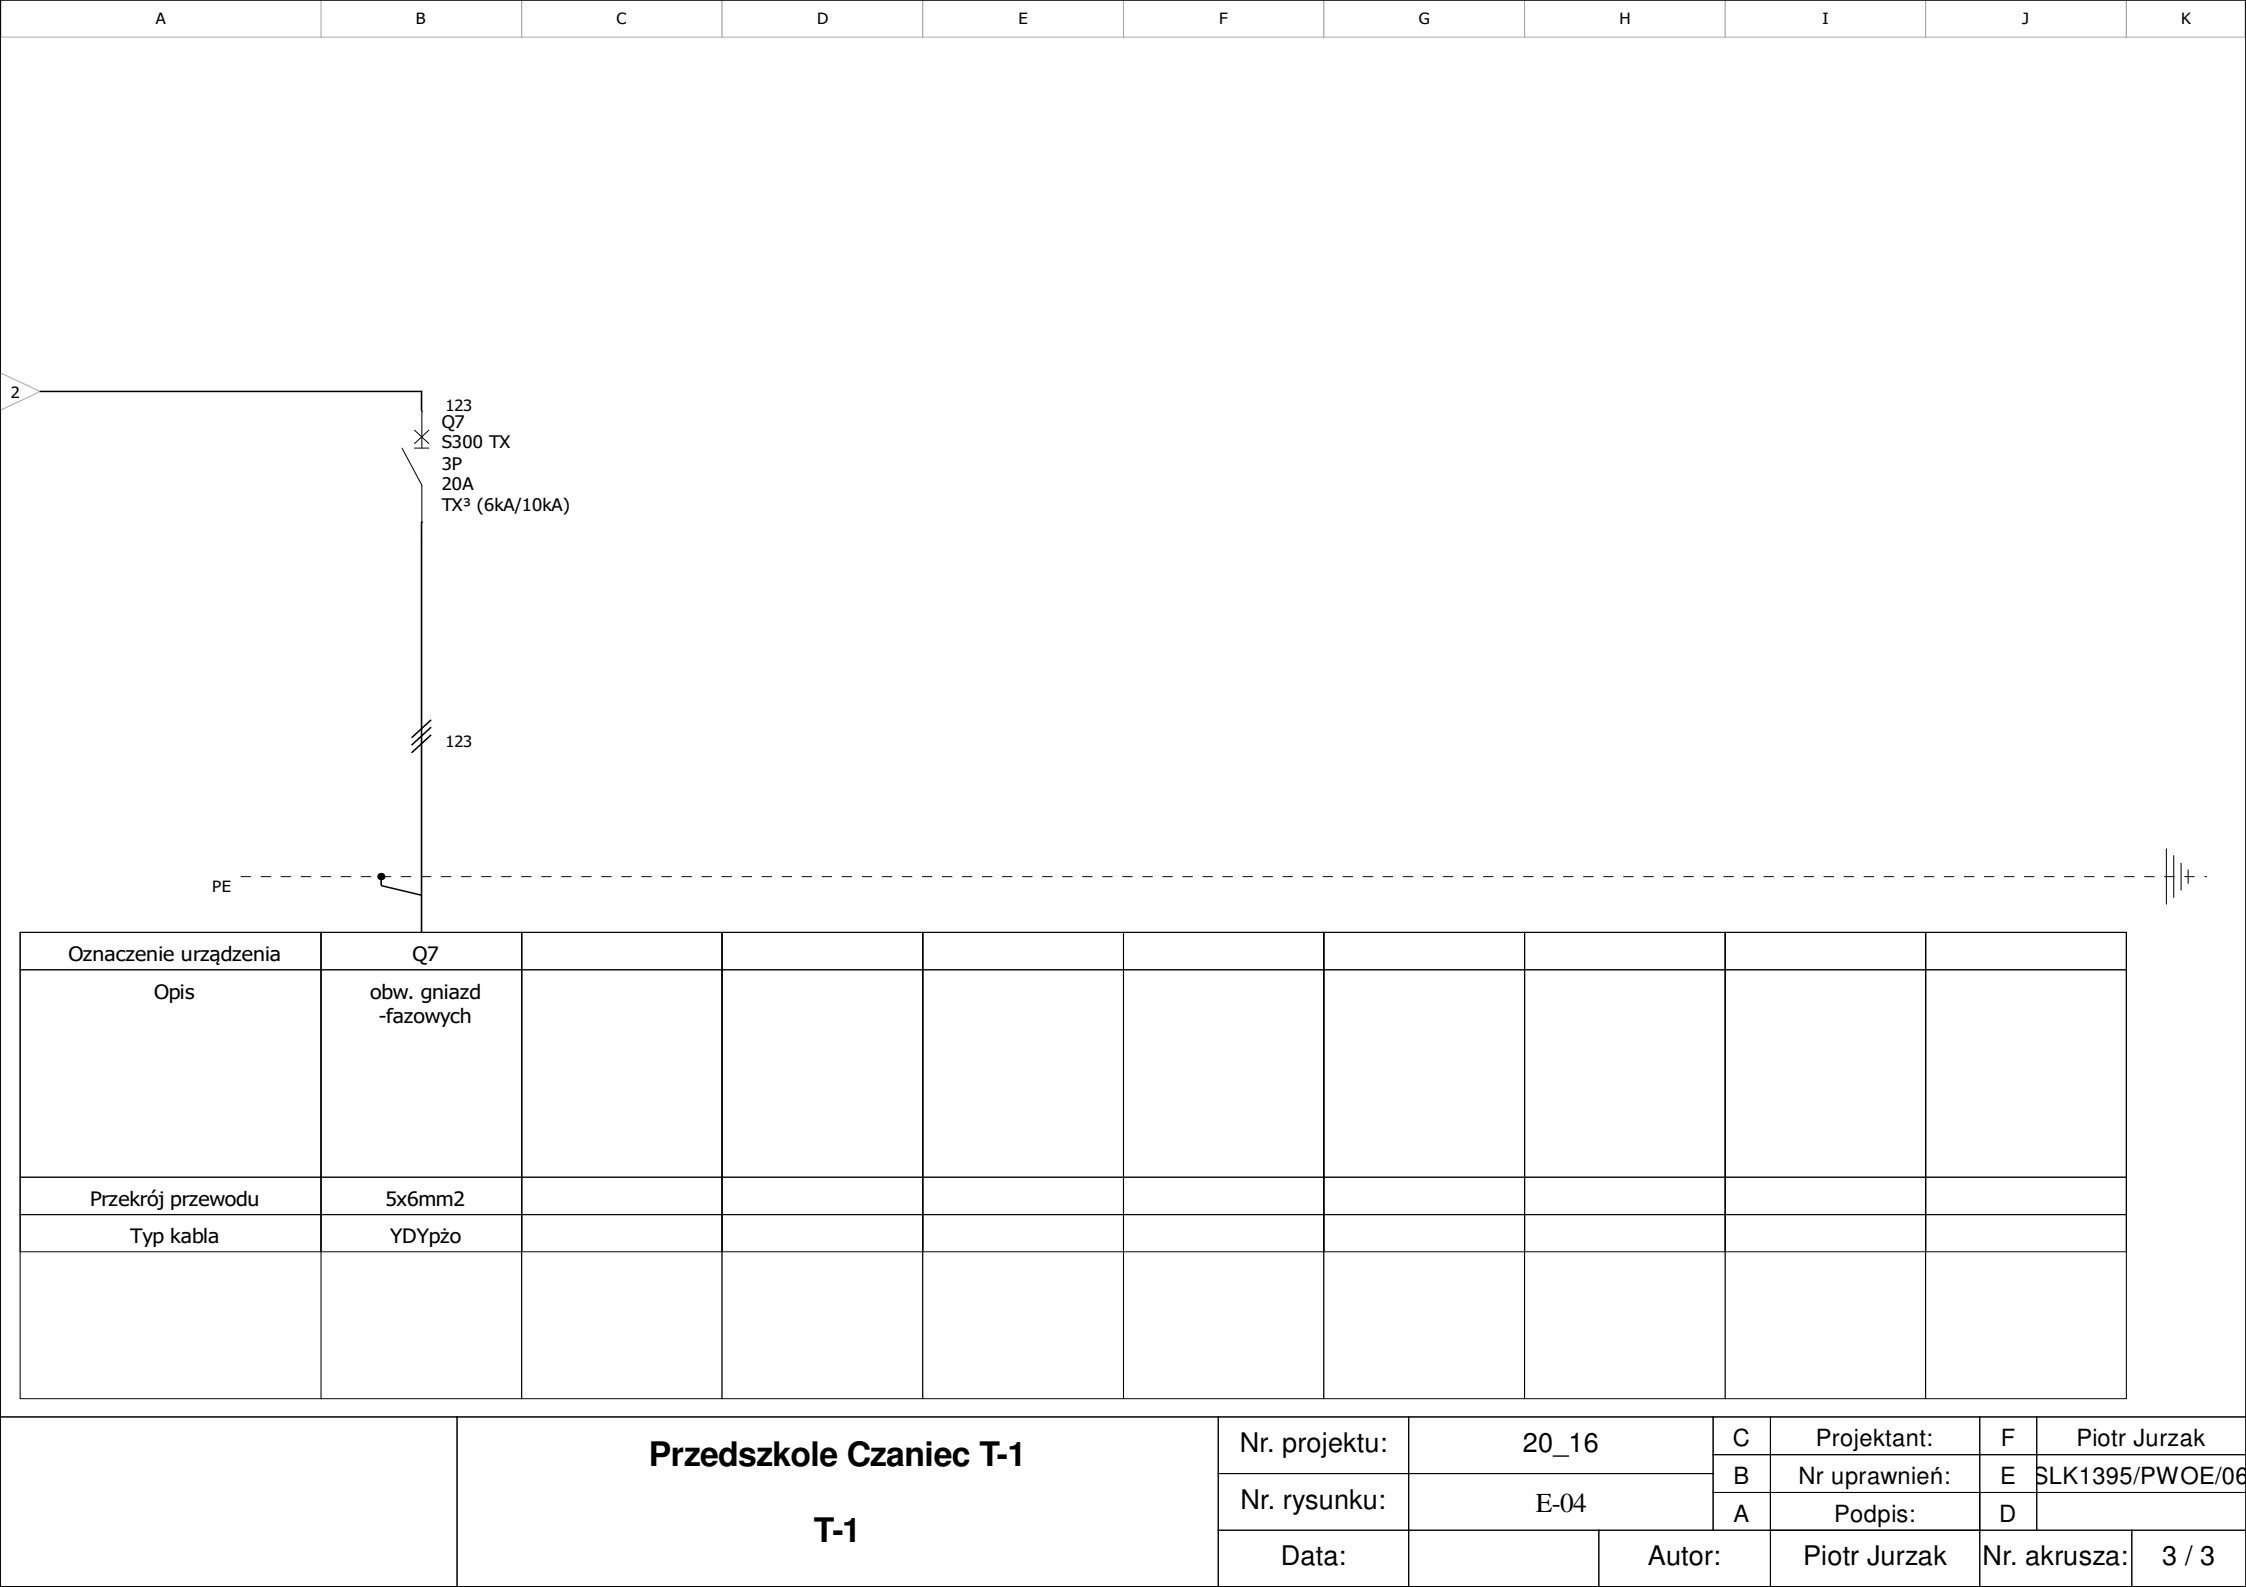 A B C D E F G H I J K
2
123
Q7
S300 TX
3P
20A
TX³ (6kA/10kA)
123
PE
Oznaczenie urządzenia Q7
Opis obw. gniazd
-fazowych
Przekrój przewodu 5x6mm2
Typ kabla YDYpżo
Przedszkole Czaniec T-1
T-1
Nr. projektu: 20_16
Nr. rysunku: E-04
Data:
C Projektant: F Piotr Jurzak
B Nr uprawnień: E SLK1395/PWOE/06
A Podpis: D
Autor: Piotr Jurzak Nr. akrusza: 3 / 3